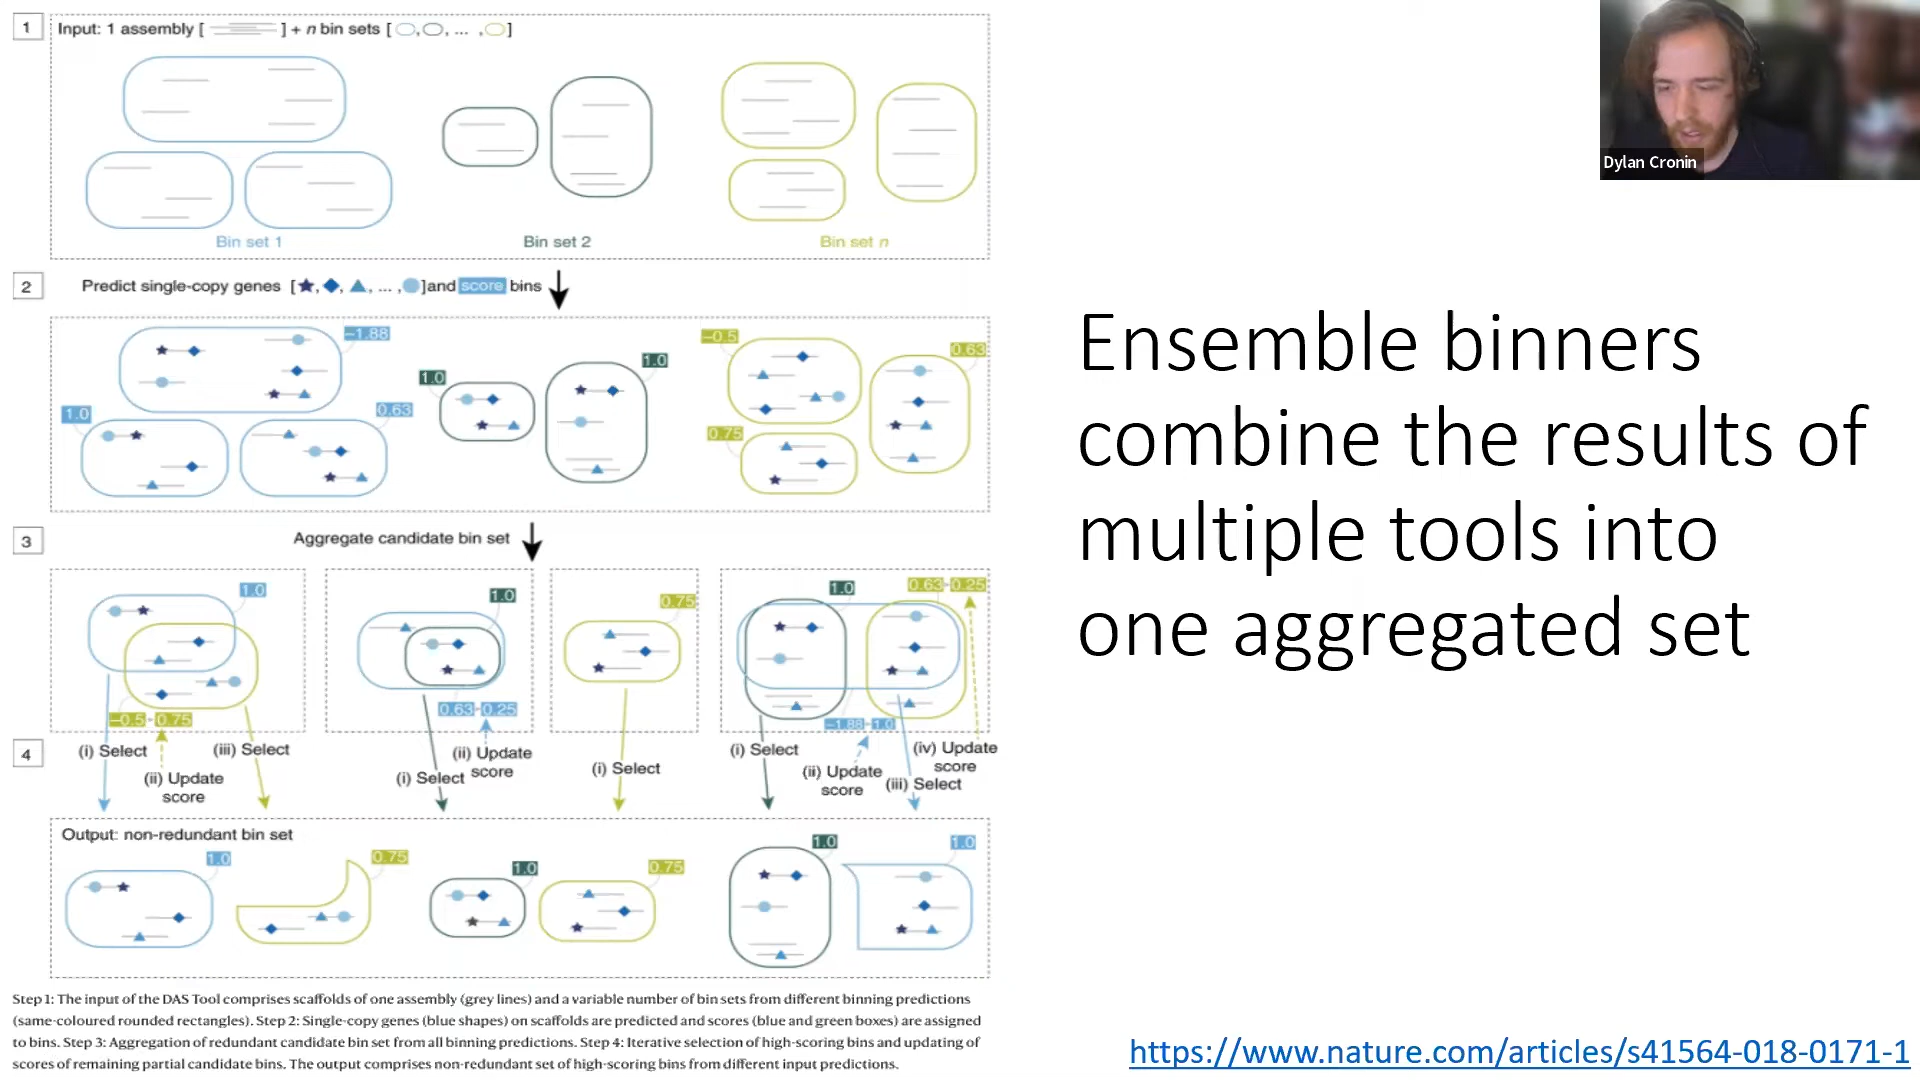 1
Input: 1 assembly [ ] + n bin sets [ , , ... , ]
Bin set 1
Bin set 2
Bin set n
2
Predict single-copy genes [ , , , ... , ]and score bins
−1.88
1.0
0.63
1.0
1.0
−0.5
0.63
0.75
3
Aggregate candidate bin set
1.0
−0.5
0.75
1.0
0.63
0.25
0.75
1.0
0.63
0.25
−1.88
1.0
4
(i) Select
(iii) Select
(ii) Update
score
(i) Select
(ii) Update
score
(i) Select
(i) Select
(ii) Update
score
(iii) Select
(iv) Update
score
Output: non-redundant bin set
1.0
0.75
1.0
0.75
1.0
1.0
Step 1: The input of the DAS Tool comprises scaffolds of one assembly (grey lines) and a variable number of bin sets from different binning predictions
(same-coloured rounded rectangles). Step 2: Single-copy genes (blue shapes) on scaffolds are predicted and scores (blue and green boxes) are assigned
to bins. Step 3: Aggregation of redundant candidate bin set from all binning predictions. Step 4: Iterative selection of high-scoring bins and updating of
scores of remaining partial candidate bins. The output comprises non-redundant set of high-scoring bins from different input predictions.
Dylan Cronin
Ensemble binners
combine the results of
multiple tools into
one aggregated set
https://www.nature.com/articles/s41564-018-0171-1